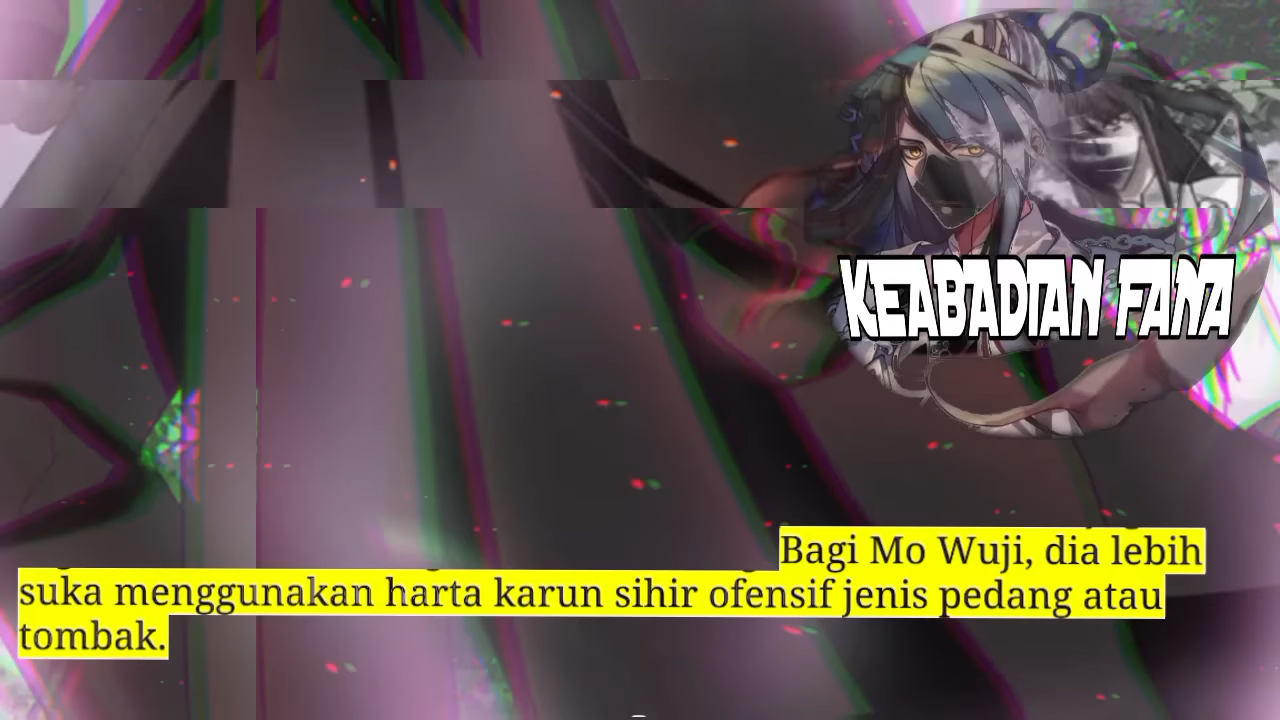 KEABADIAN FANA
Bagi Mo Wuji, dia lebih
suka menggunakan harta karun sihir ofensif jenis pedang atau
tombak.